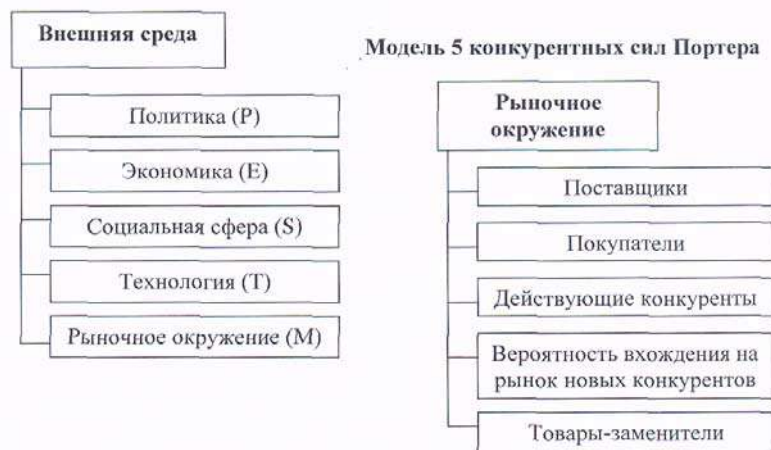 Внешняя среда
Политика (P)
Экономика (E)
Социальная сфера (S)
Технология (T)
Рыночное окружение (M)
Модель 5 конкурентных сил Портера
Рыночное
окружение
Поставщики
Покупатели
Действующие конкуренты
Вероятность вхождения на
рынок новых конкурентов
Товары-заменители